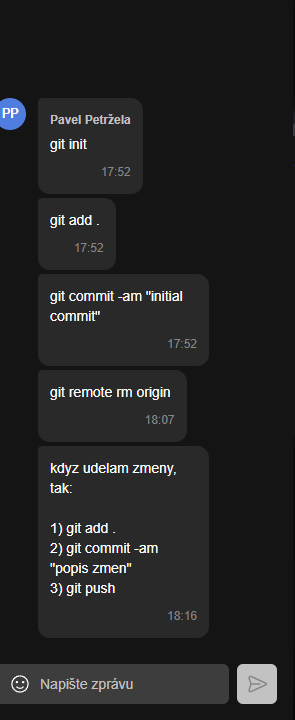 PP
Pavel Petržela
git init
17:52
git add .
17:52
git commit -am "initial
commit"
17:52
git remote rm origin
18:07
kdyz udelam zmeny,
tak:
1) git add .
2) git commit -am
"popis zmen"
3) git push
18:16
Napište zprávu